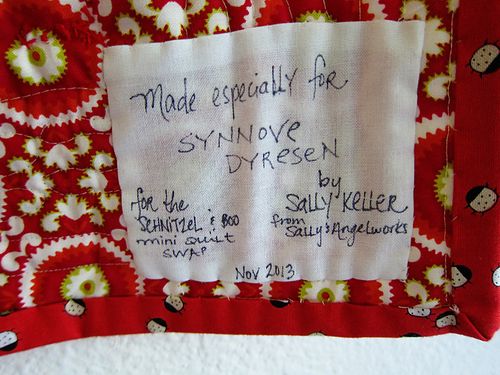 Made especially for
SYNNOVE
DYRESEN
by
SALLY KELLER
from
Sally's Angelworks
for the
SCHNITZEL & BOO
mini quilt
SWAP
Nov 2013